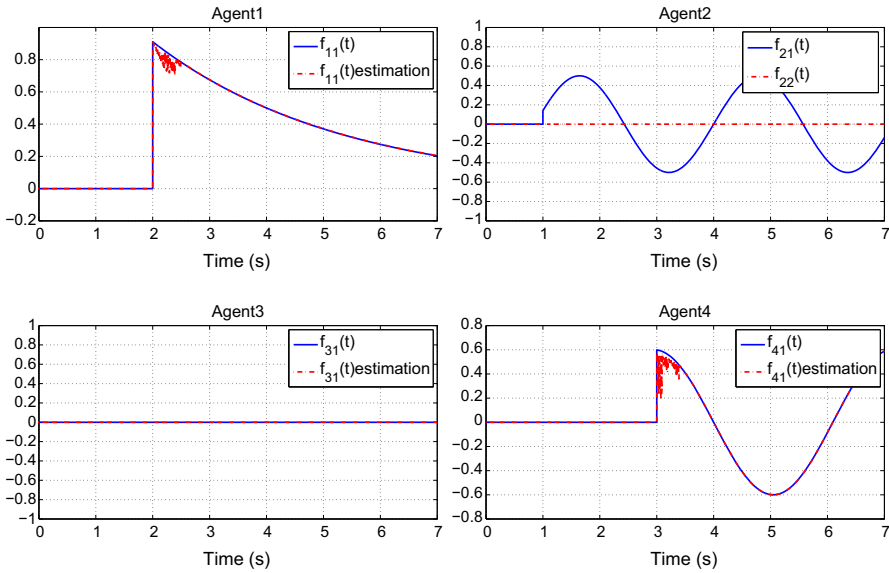 Agent1
f11(t)
f11(t)estimation
0.8
0.6
0.4
0.2
0
−0.2
0 1 2 3 4 5 6 7
Time (s)
Agent2
f21(t)
f22(t)
1
0.8
0.6
0.4
0.2
0
−0.2
−0.4
−0.6
−0.8
−1
0 1 2 3 4 5 6 7
Time (s)
Agent3
f31(t)
f31(t)estimation
1
0.8
0.6
0.4
0.2
0
−0.2
−0.4
−0.6
−0.8
−1
0 1 2 3 4 5 6 7
Time (s)
Agent4
f41(t)
f41(t)estimation
0.8
0.6
0.4
0.2
0
−0.2
−0.4
−0.6
−0.8
0 1 2 3 4 5 6 7
Time (s)